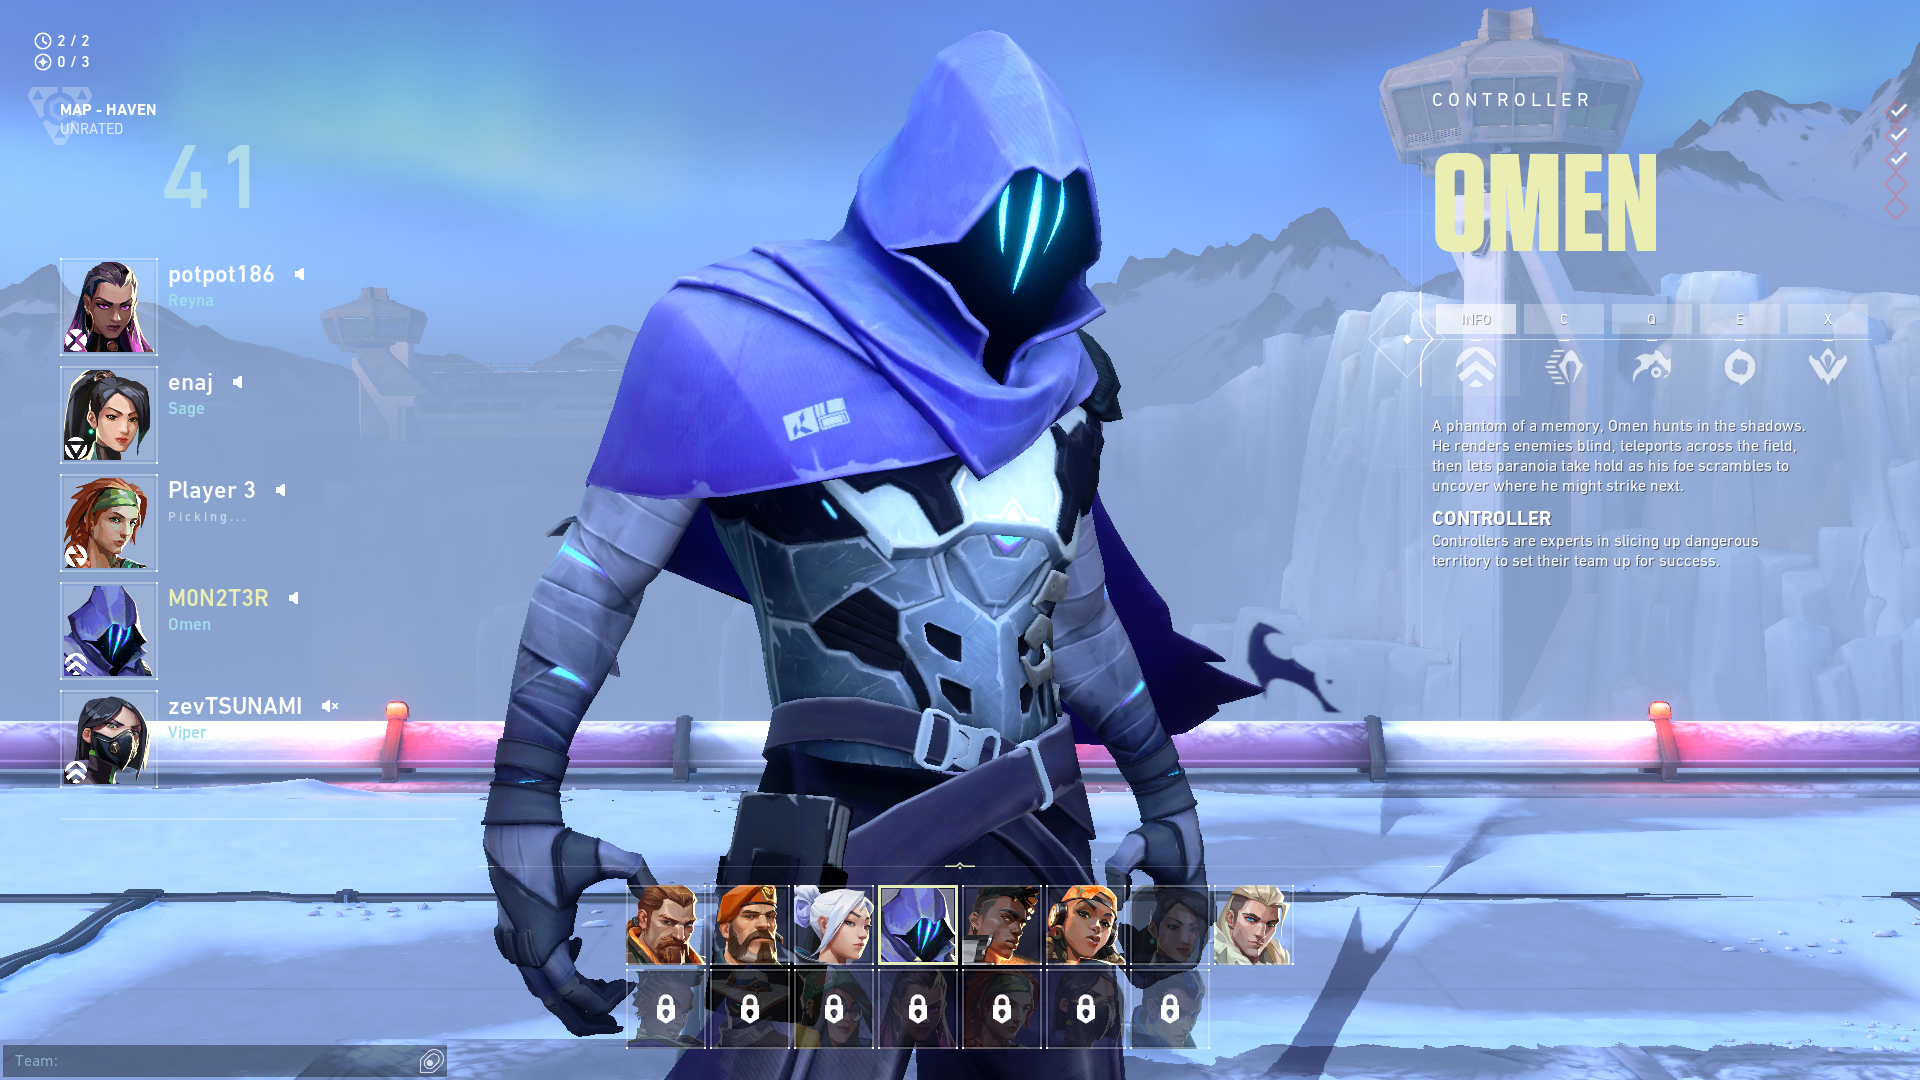 2 / 2
0 / 3
MAP - HAVEN
UNRATED
41
potpot186
Reyna
enaj
Sage
Player 3
Picking...
M0N2T3R
Omen
zevTSUNAMI
Viper
Team:
CONTROLLER
OMEN
INFO C Q E X
A phantom of a memory, Omen hunts in the shadows.
He renders enemies blind, teleports across the field,
then lets paranoia take hold as his foe scrambles to
uncover where he might strike next.
CONTROLLER
Controllers are experts in slicing up dangerous
territory to set their team up for success.